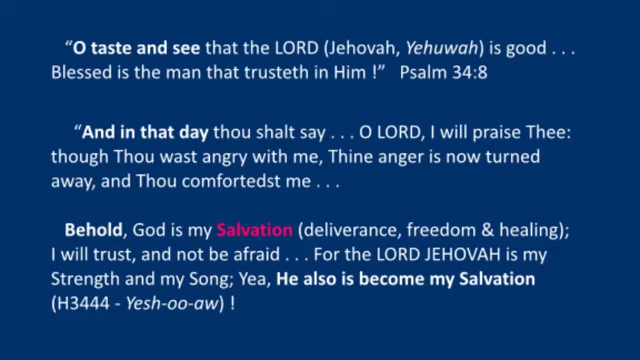 “O taste and see that the LORD (Jehovah, Yehuwah) is good . . .
Blessed is the man that trusteth in Him !”   Psalm 34:8
“And in that day thou shalt say . . . O LORD, I will praise Thee:
though Thou wast angry with me, Thine anger is now turned
away, and Thou comfortedst me . . .
Behold, God is my Salvation (deliverance, freedom & healing);
I will trust, and not be afraid . . . For the LORD JEHOVAH is my
Strength and my Song; Yea, He also is become my Salvation
(H3444 - Yesh-oo-aw) !